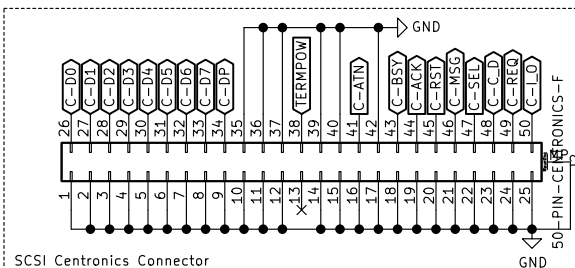 GND
C-D0 C-D1 C-D2 C-D3 C-D4 C-D5 C-D6 C-D7 C-DP TERMPOW C-ATN C-BSY C-ACK C-RST C-MSG C-SEL C-C_D C-REQ C-I_O
26 27 28 29 30 31 32 33 34 35 36 37 38 39 40 41 42 43 44 45 46 47 48 49 50
MP
50-PIN-CENTRONICS-F
1 2 3 4 5 6 7 8 9 10 11 12 13 14 15 16 17 18 19 20 21 22 23 24 25
SCSI Centronics Connector
GND